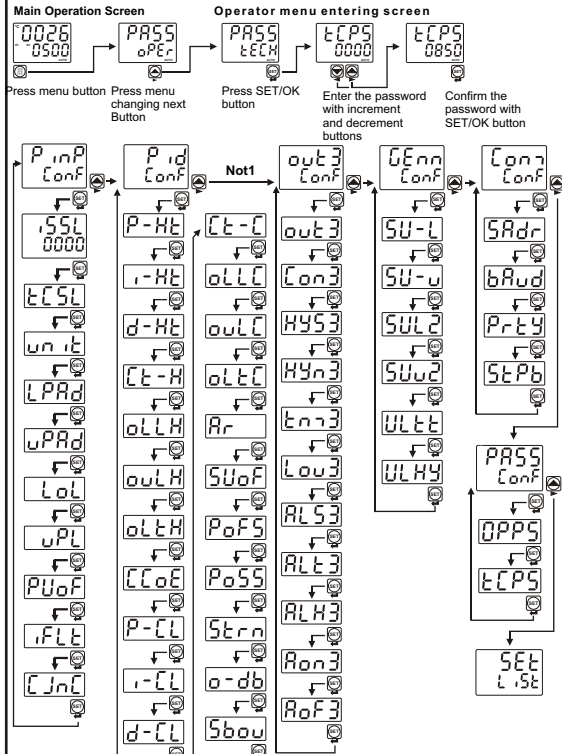 Main Operation Screen
Operator menu entering screen
0026
0500
PASS
oPEr
PASS
tECH
tCPS
0000
tCPS
0850
Press menu button
Press menu
changing next
Button
Press SET/OK
button
Enter the password
with increment
and decrement
buttons
Confirm the
password with
SET/OK button
P inP
ConF
iSSL
0000
tCSL
un it
LPAd
uPAd
LoL
uPL
PUoF
iFLt
CJnC
P id
ConF
Not1
P-Ht
i-Ht
d-Ht
Ct-H
oLLH
ouLH
oLtH
CCoE
P-CL
i-CL
d-CL
Ct-C
oLLC
ouLC
oLtC
Ar
SUoF
PoFS
PoSS
Strn
o-db
Sbou
out3
ConF
out3
Con3
HYS3
HYn3
tnn3
Lou3
ALS3
ALt3
ALH3
Aon3
AoF3
GEnn
ConF
SU-L
SU-u
SUL2
SUu2
ULtt
ULHY
Conn
ConF
SAdr
bAud
PrtY
StPb
PASS
ConF
OPPS
tCPS
SEt
L iSt